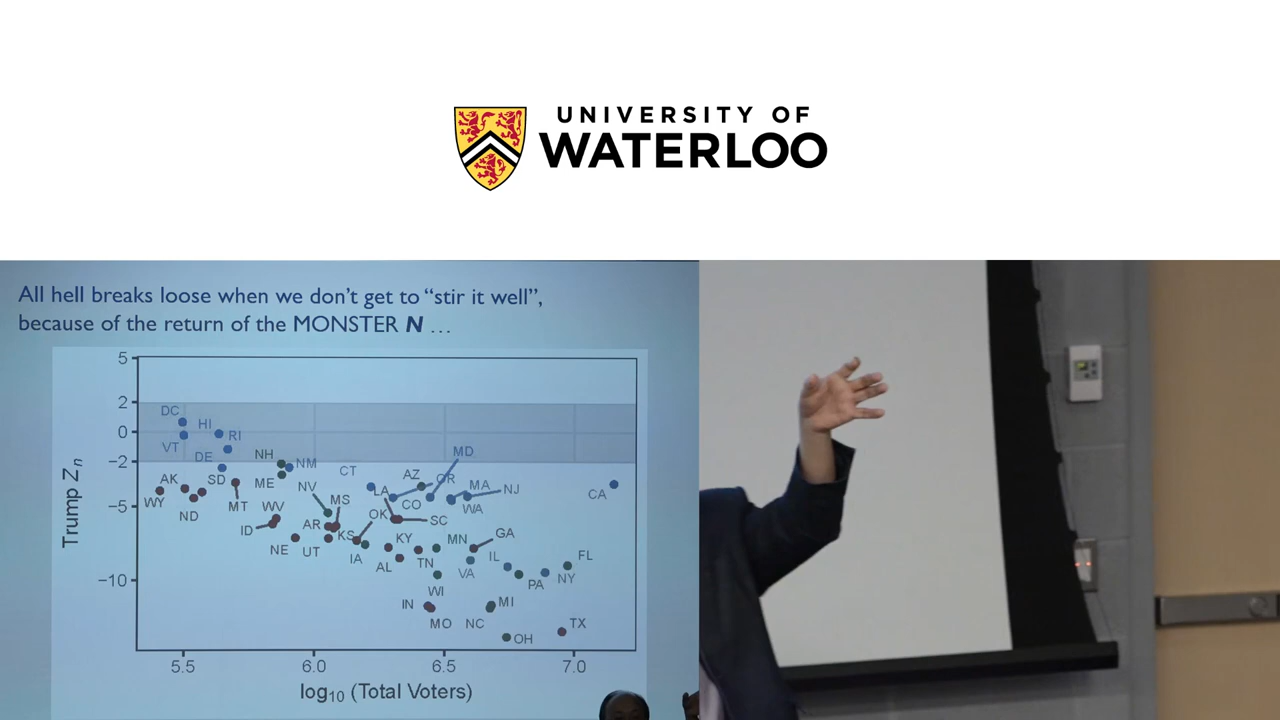 UNIVERSITY OF
WATERLOO
All hell breaks loose when we don't get to “stir it well”,
because of the return of the MONSTER N …
Trump Zn
5
2
0
−2
−5
−10
DC
HI
RI
VT
DE
NH
NM
ME
AK
SD
WY
ND
MT
WV
ID
NE
NV
MS
AR
UT
KS
IA
CT
LA
OK
AZ
OR
MD
CO
SC
MA
NJ
WA
KY
AL
TN
MN
GA
WI
VA
IL
PA
NY
FL
CA
IN
MO
NC
MI
OH
TX
5.5
6.0
6.5
7.0
log10 (Total Voters)